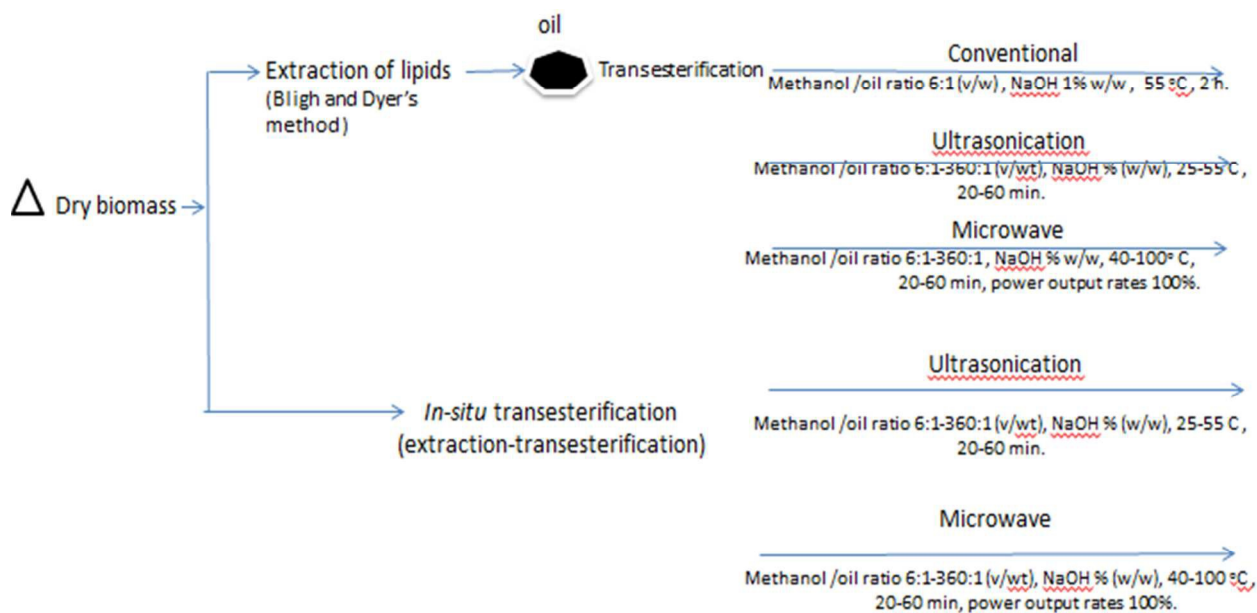 oil
Extraction of lipids
(Bligh and Dyer's
method)
Transesterification
Conventional
Methanol /oil ratio 6:1 (v/w) , NaOH 1% w/w , 55 ºC , 2 h.
Ultrasonication
Methanol /oil ratio 6:1-360:1 (v/wt), NaOH % (w/w), 25-55 C ,
20-60 min.
Microwave
Methanol /oil ratio 6:1-360:1, NaOH % w/w, 40-100º C ,
20-60 min, power output rates 100%.
Δ Dry biomass
In-situ transesterification
(extraction-transesterification)
Ultrasonication
Methanol /oil ratio 6:1-360:1 (v/wt), NaOH % (w/w), 25-55 C ,
20-60 min.
Microwave
Methanol /oil ratio 6:1-360:1 (v/wt), NaOH % (w/w), 40-100 ºC ,
20-60 min, power output rates 100%.